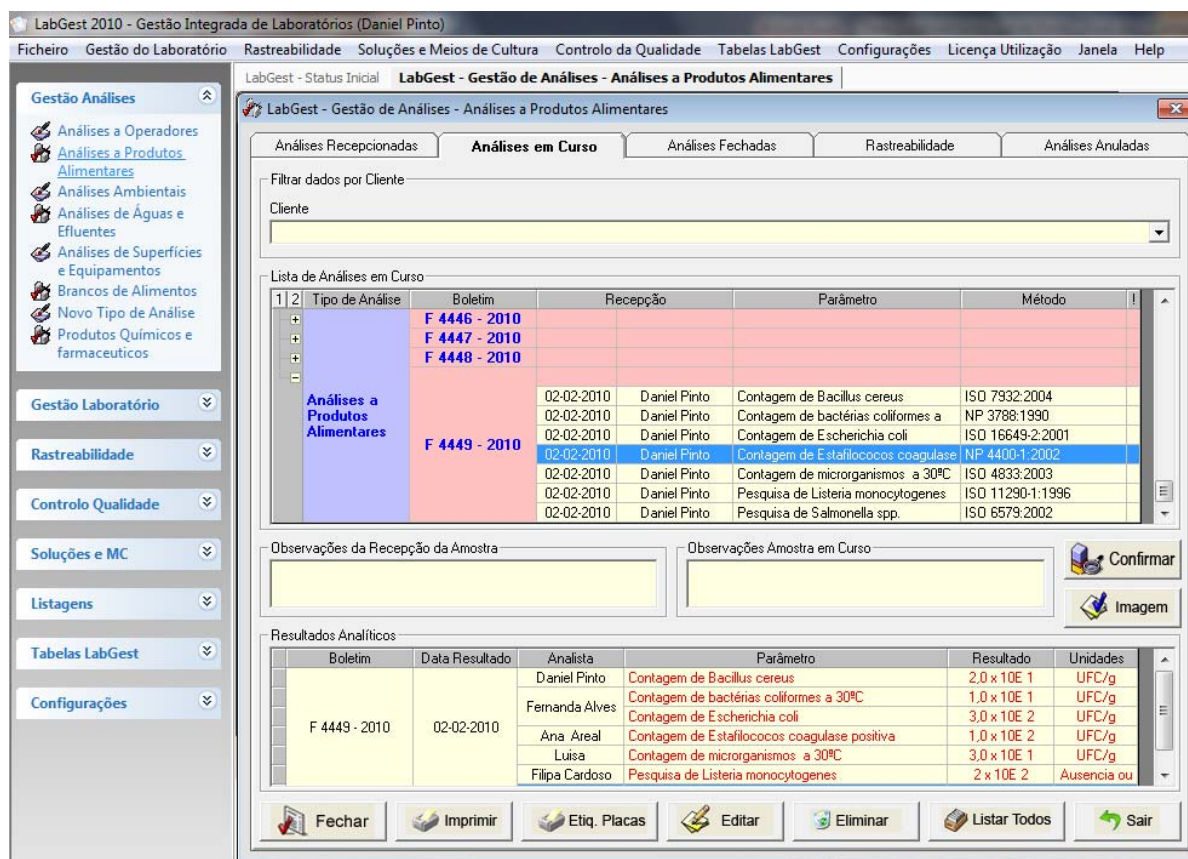 LabGest 2010 - Gestão Integrada de Laboratórios (Daniel Pinto)
Ficheiro Gestão do Laboratório Rastreabilidade Soluções e Meios de Cultura Controlo da Qualidade Tabelas LabGest Configurações Licença Utilização Janela Help
LabGest - Status Inicial LabGest - Gestão de Análises - Análises a Produtos Alimentares
Gestão Análises
Análises a Operadores
Análises a Produtos
Alimentares
Análises Ambientais
Análises de Águas e
Efluentes
Análises de Superfícies
e Equipamentos
Brancos de Alimentos
Novo Tipo de Análise
Produtos Químicos e
farmaceuticos
Gestão Laboratório
Rastreabilidade
Controlo Qualidade
Soluções e MC
Listagens
Tabelas LabGest
Configurações
LabGest - Gestão de Análises - Análises a Produtos Alimentares
Análises Recepcionadas Análises em Curso Análises Fechadas Rastreabilidade Análises Anuladas
Filtrar dados por Cliente
Cliente
Lista de Análises em Curso
1 2 Tipo de Análise Boletim Recepção Parâmetro Método !
F 4446 - 2010
F 4447 - 2010
F 4448 - 2010
Análises a
Produtos
Alimentares
F 4449 - 2010
02-02-2010 Daniel Pinto Contagem de Bacillus cereus ISO 7932:2004
02-02-2010 Daniel Pinto Contagem de bactérias coliformes a NP 3788:1990
02-02-2010 Daniel Pinto Contagem de Escherichia coli ISO 16649-2:2001
02-02-2010 Daniel Pinto Contagem de Estafilococos coagulase NP 4400-1:2002
02-02-2010 Daniel Pinto Contagem de microrganismos a 30ºC ISO 4833:2003
02-02-2010 Daniel Pinto Pesquisa de Listeria monocytogenes ISO 11290-1:1996
02-02-2010 Daniel Pinto Pesquisa de Salmonella spp. ISO 6579:2002
Observações da Recepção da Amostra Observações Amostra em Curso
Confirmar
Imagem
Resultados Analíticos
Boletim Data Resultado Analista Parâmetro Resultado Unidades
F 4449 - 2010 02-02-2010
Daniel Pinto Contagem de Bacillus cereus 2,0 x 10E 1 UFC/g
Fernanda Alves Contagem de bactérias coliformes a 30ºC 1,0 x 10E 1 UFC/g
Contagem de Escherichia coli 3,0 x 10E 2 UFC/g
Ana Areal Contagem de Estafilococos coagulase positiva 1,0 x 10E 2 UFC/g
Luisa Contagem de microrganismos a 30ºC 3,0 x 10E 1 UFC/g
Filipa Cardoso Pesquisa de Listeria monocytogenes 2 x 10E 2 Ausencia ou
Fechar Imprimir Etiq. Placas Editar Eliminar Listar Todos Sair